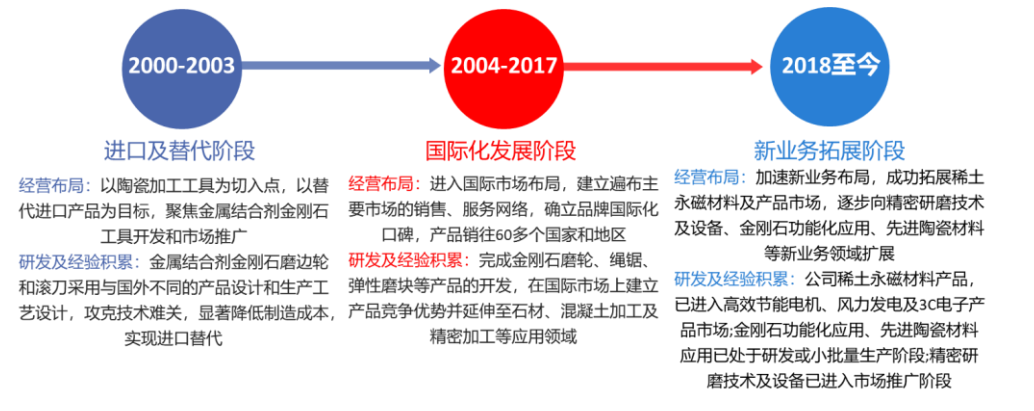 2000-2003
进口及替代阶段
经营布局：以陶瓷加工工具为切入点，以替
代进口产品为目标，聚焦金属结合剂金刚石
工具开发和市场推广
研发及经验积累：金属结合剂金刚石磨边轮
和滚刀采用与国外不同的产品设计和生产工
艺设计，攻克技术难关，显著降低制造成本，
实现进口替代
2004-2017
国际化发展阶段
经营布局：进入国际市场布局，建立遍布主
要市场的销售、服务网络，确立品牌国际化
口碑，产品销往60多个国家和地区
研发及经验积累：完成金刚石磨轮、绳锯、
弹性磨块等产品的开发，在国际市场上建立
产品竞争优势并延伸至石材、混凝土加工及
精密加工等应用领域
2018至今
新业务拓展阶段
经营布局：加速新业务布局，成功拓展稀土
永磁材料及产品市场，逐步向精密研磨技术
及设备、金刚石功能化应用、先进陶瓷材料
等新业务领域扩展
研发及经验积累：公司稀土永磁材料产品，
已进入高效节能电机、风力发电及3C电子产
品市场;金刚石功能化应用、先进陶瓷材料
应用已处于研发或小批量生产阶段;精密研
磨技术及设备已进入市场推广阶段